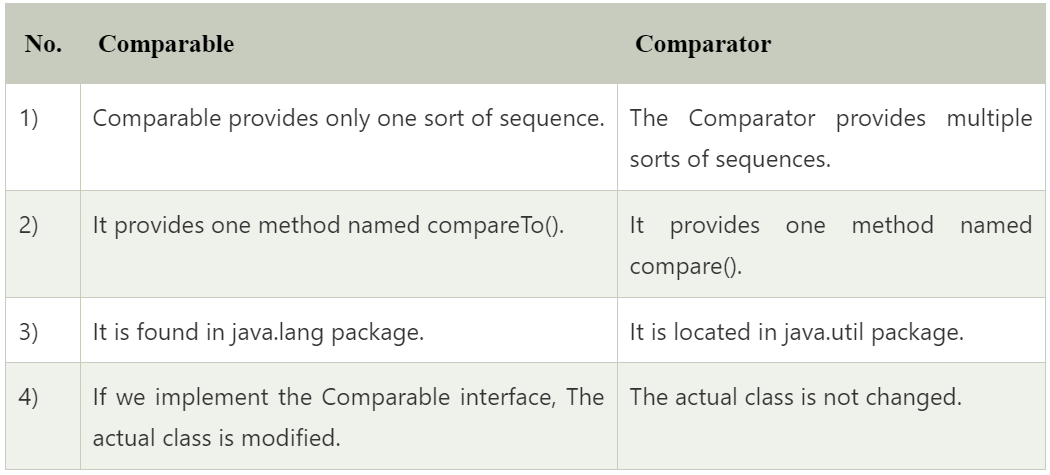 No. Comparable Comparator
1) Comparable provides only one sort of sequence. The Comparator provides multiple
sorts of sequences.
2) It provides one method named compareTo(). It provides one method named
compare().
3) It is found in java.lang package. It is located in java.util package.
4) If we implement the Comparable interface, The The actual class is not changed.
actual class is modified.